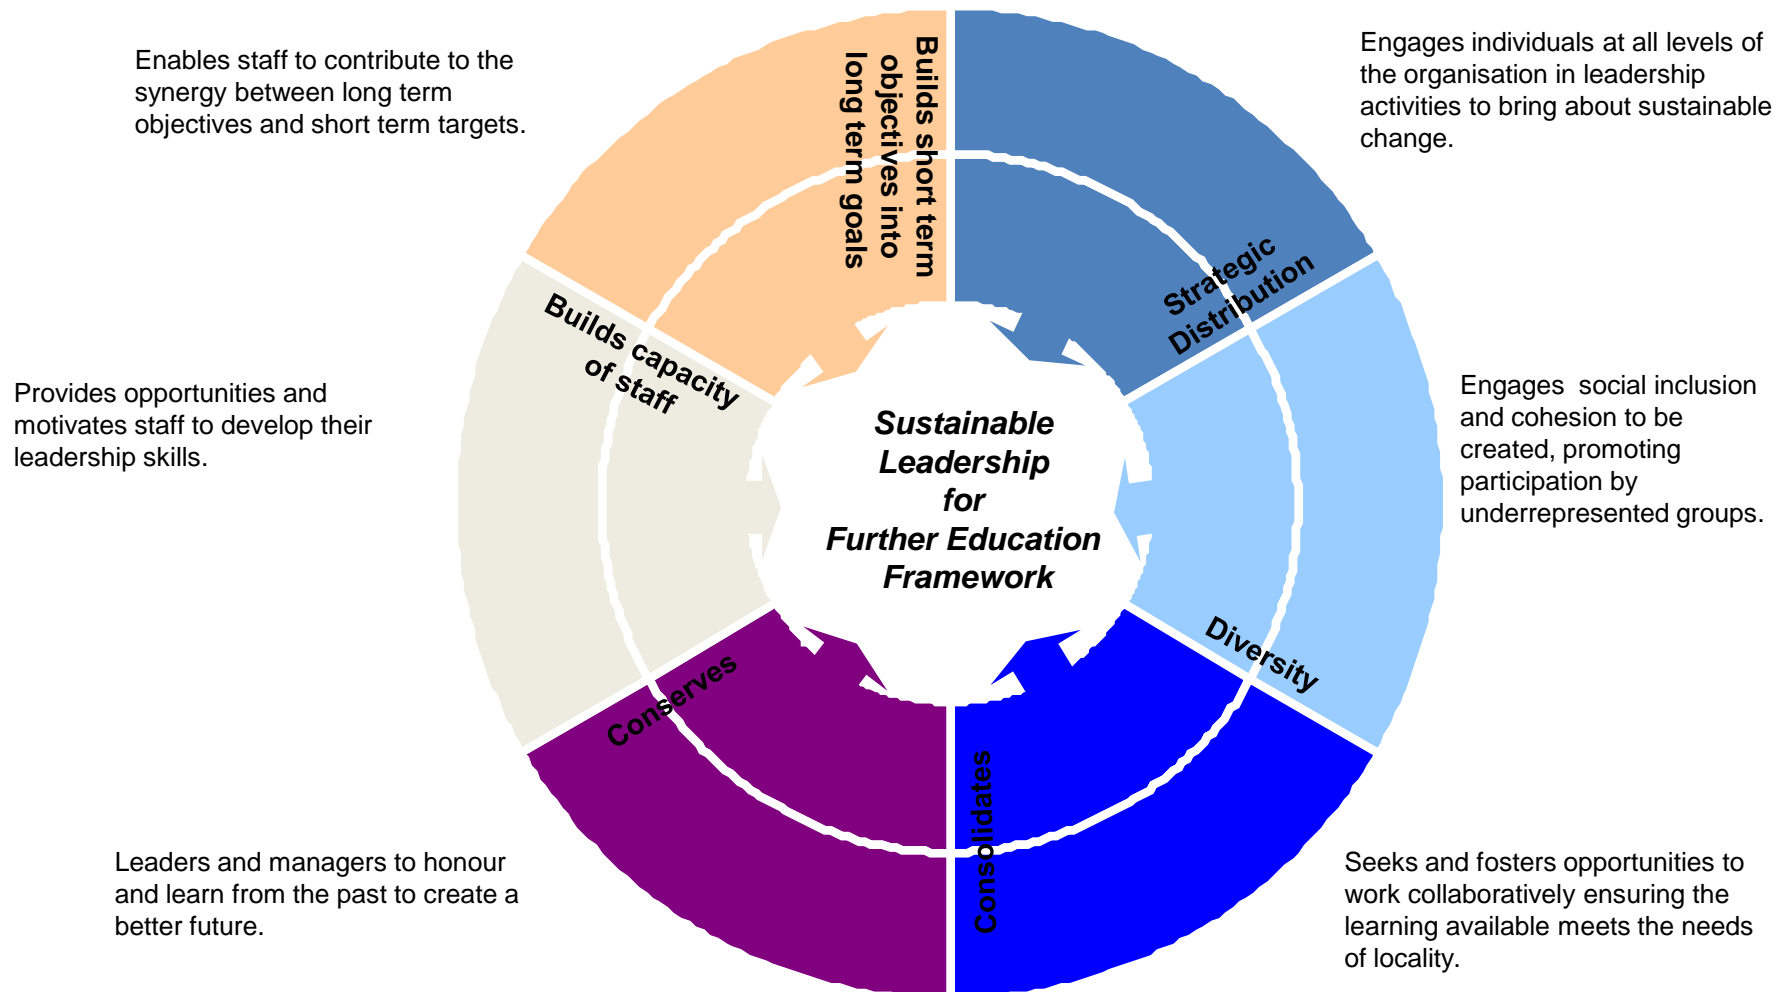 Enables staff to contribute to the
synergy between long term
objectives and short term targets.
Builds short term
objectives into
long term goals
Engages individuals at all levels of
the organisation in leadership
activities to bring about sustainable
change.
Strategic
Distribution
Builds capacity
of staff
Provides opportunities and
motivates staff to develop their
leadership skills.
Sustainable
Leadership
for
Further Education
Framework
Engages  social inclusion
and cohesion to be
created, promoting
participation by
underrepresented groups.
Diversity
Conserves
Consolidates
Leaders and managers to honour
and learn from the past to create a
better future.
Seeks and fosters opportunities to
work collaboratively ensuring the
learning available meets the needs
of locality.